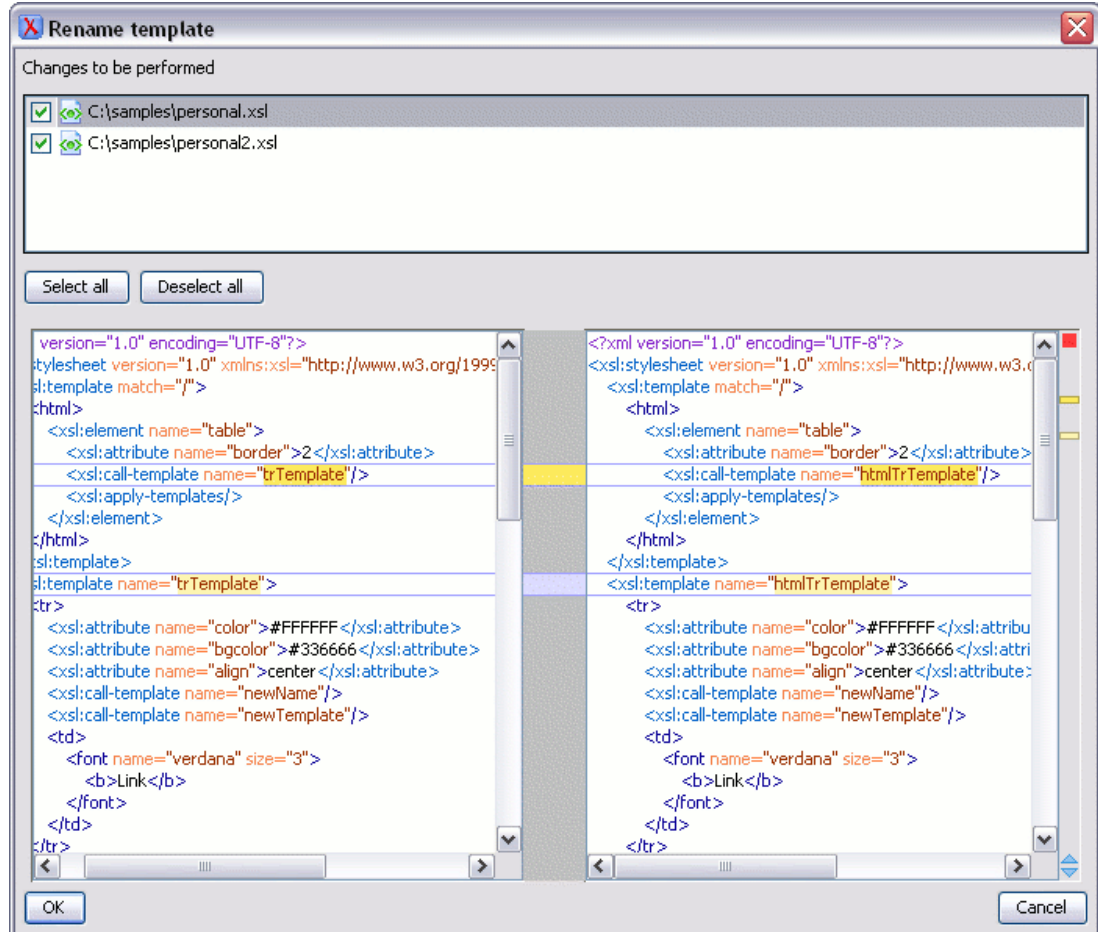 Rename template
Changes to be performed
C:\samples\personal.xsl
C:\samples\personal2.xsl
Select all
Deselect all
version="1.0" encoding="UTF-8"?>
tylesheet version="1.0" xmlns:xsl="http://www.w3.org/1999
sl:template match="/">
<html>
<xsl:element name="table">
<xsl:attribute name="border">2</xsl:attribute>
<xsl:call-template name="trTemplate"/>
<xsl:apply-templates/>
</xsl:element>
</html>
xsl:template>
sl:template name="trTemplate">
<tr>
<xsl:attribute name="color">#FFFFFF</xsl:attribute>
<xsl:attribute name="bgcolor">#336666</xsl:attribute>
<xsl:attribute name="align">center</xsl:attribute>
<xsl:call-template name="newName"/>
<xsl:call-template name="newTemplate"/>
<td>
<font name="verdana" size="3">
<b>Link</b>
</font>
</td>
</tr>
<?xml version="1.0" encoding="UTF-8"?>
<xsl:stylesheet version="1.0" xmlns:xsl="http://www.w3.o
<xsl:template match="/">
<html>
<xsl:element name="table">
<xsl:attribute name="border">2</xsl:attribute>
<xsl:call-template name="htmlTrTemplate"/>
<xsl:apply-templates/>
</xsl:element>
</html>
</xsl:template>
<xsl:template name="htmlTrTemplate">
<tr>
<xsl:attribute name="color">#FFFFFF</xsl:attribu
<xsl:attribute name="bgcolor">#336666</xsl:attri
<xsl:attribute name="align">center</xsl:attribute>
<xsl:call-template name="newName"/>
<xsl:call-template name="newTemplate"/>
<td>
<font name="verdana" size="3">
<b>Link</b>
</font>
</td>
</tr>
OK
Cancel